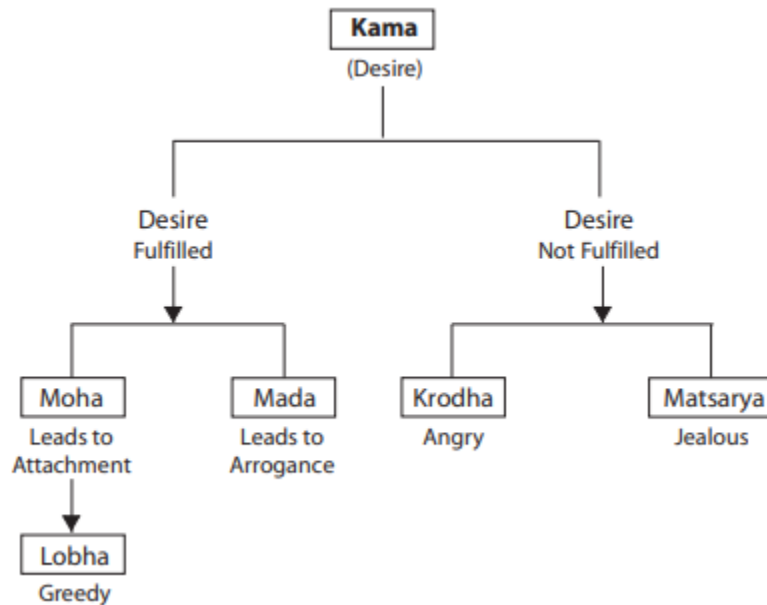 Kama
(Desire)
Desire
Fulfilled
Desire
Not Fulfilled
Moha
Leads to
Attachment
Mada
Leads to
Arrogance
Krodha
Angry
Matsarya
Jealous
Lobha
Greedy